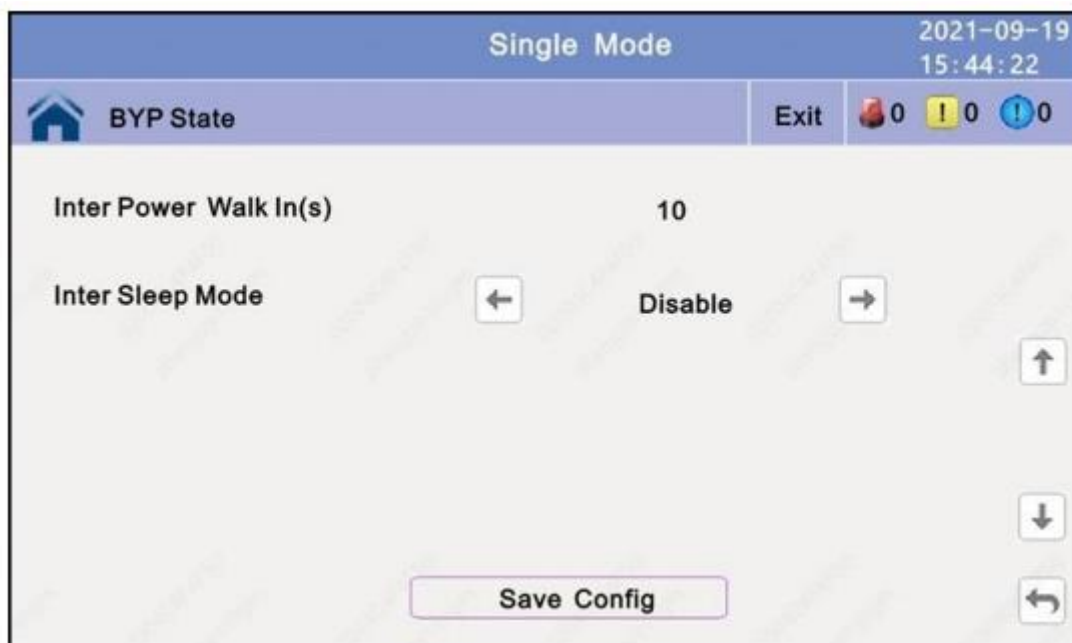 Single Mode
2021-09-19
15:44:22
BYP State
Exit
0
! 0
! 0
Inter Power Walk In(s)
10
Inter Sleep Mode
Disable
Save Config